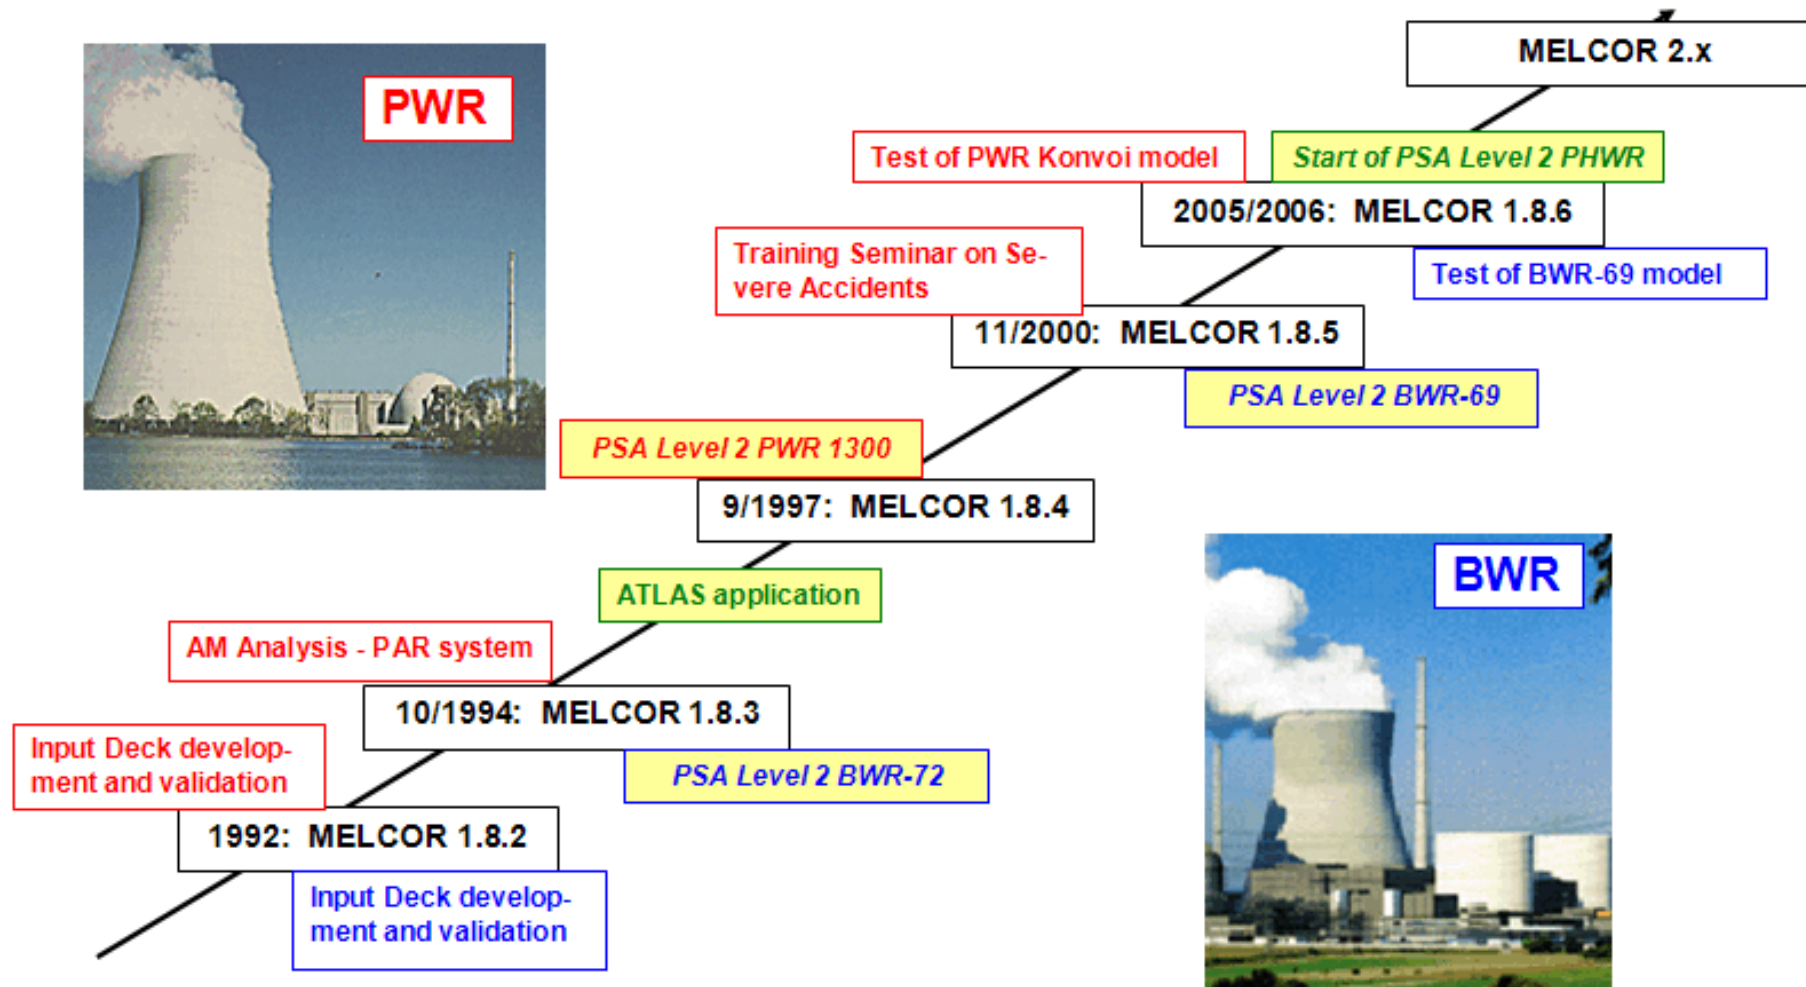 MELCOR 2.x
PWR
Test of PWR Konvoi model
Start of PSA Level 2 PHWR
2005/2006:  MELCOR 1.8.6
Training Seminar on Se-
vere Accidents
Test of BWR-69 model
11/2000:  MELCOR 1.8.5
PSA Level 2 BWR-69
PSA Level 2 PWR 1300
9/1997:  MELCOR 1.8.4
BWR
ATLAS application
AM Analysis - PAR system
10/1994:  MELCOR 1.8.3
Input Deck develop-
ment and validation
PSA Level 2 BWR-72
1992:  MELCOR 1.8.2
Input Deck develop-
ment and validation